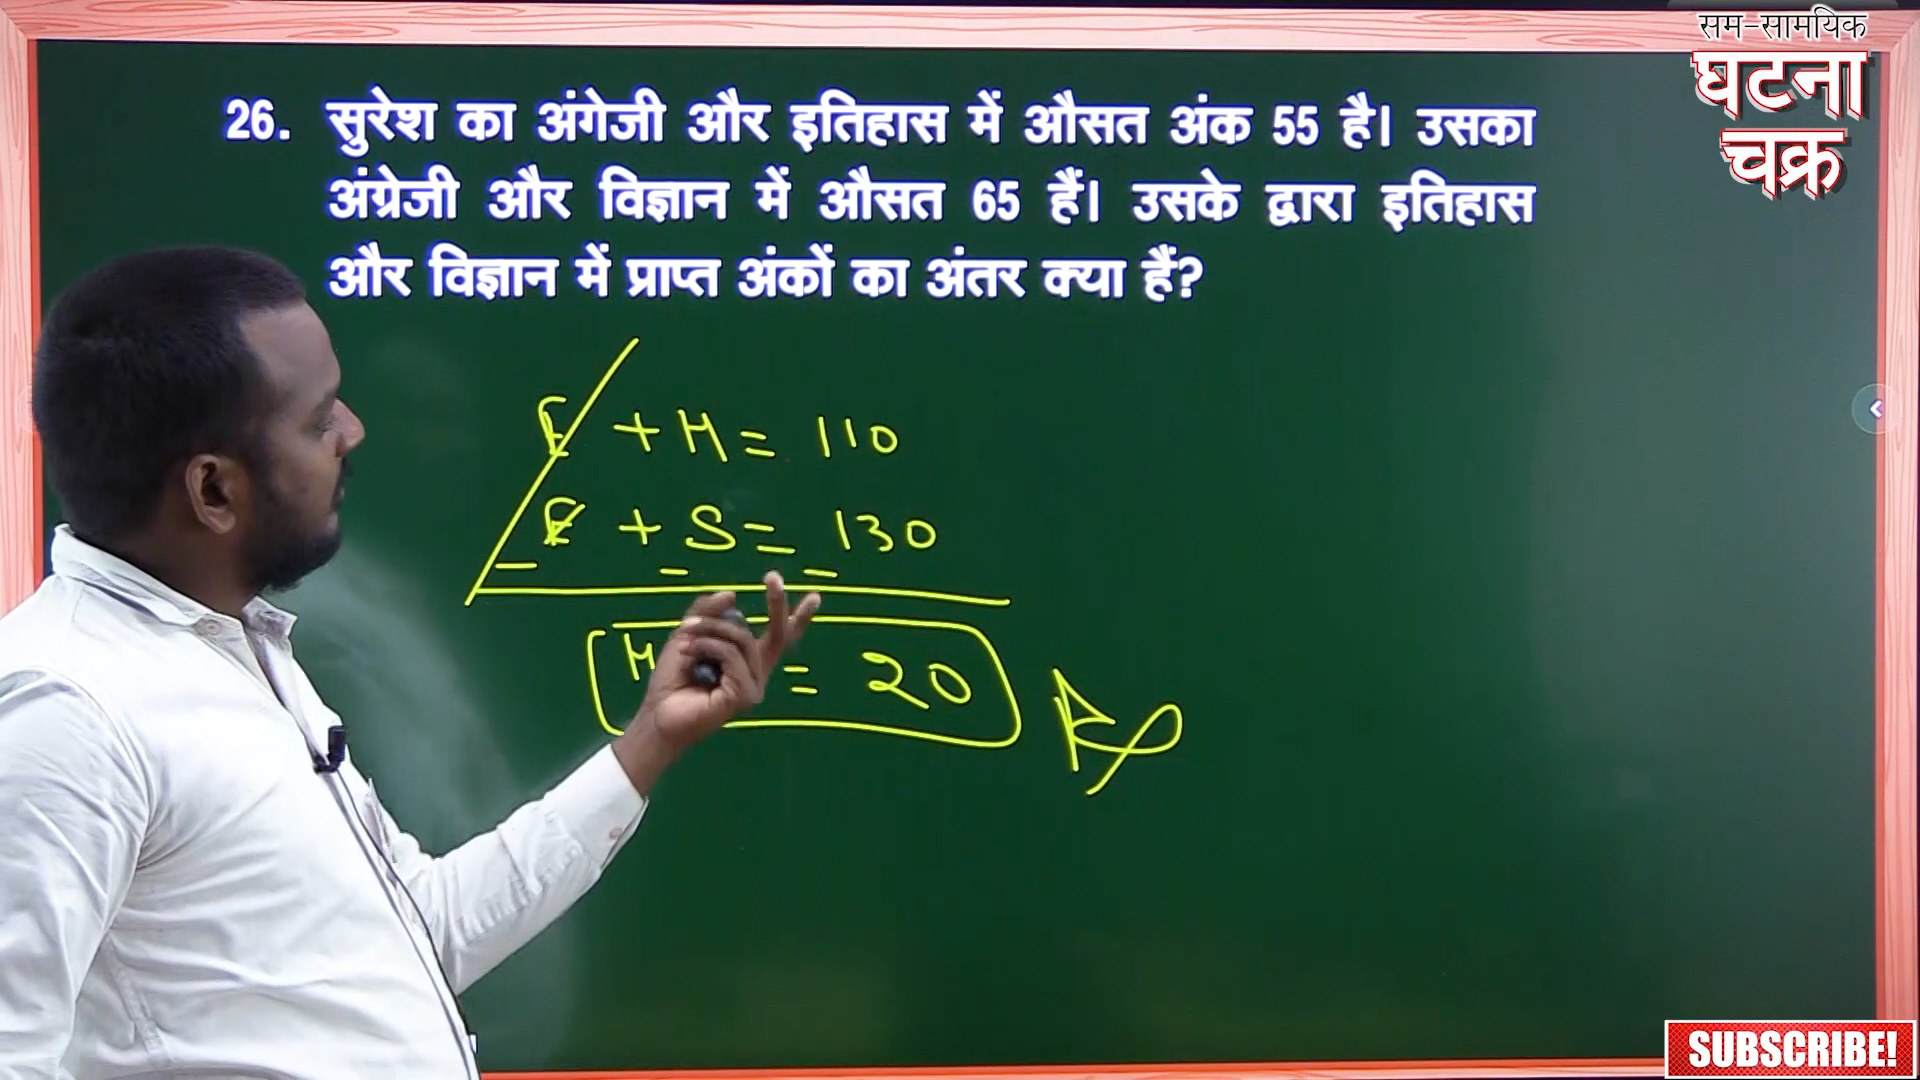 सम-सामयिक
घटना
चक्र
26. सुरेश का अंगेजी और इतिहास में औसत अंक 55 है। उसका
अंग्रेजी और विज्ञान में औसत 65 हैं। उसके द्वारा इतिहास
और विज्ञान में प्राप्त अंकों का अंतर क्या हैं?
E + H = 110
E + S = 130
- - -
H = 20
SUBSCRIBE!